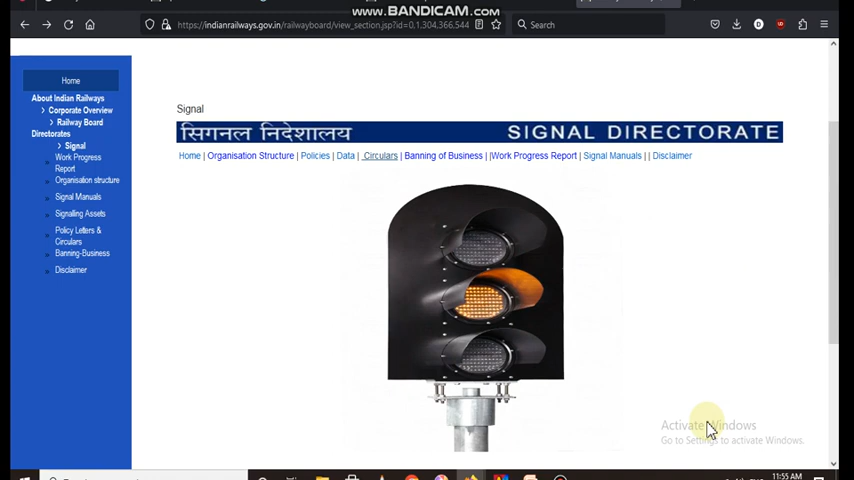 www.BANDICAM.com
https://indianrailways.gov.in/railwayboard/view_section.jsp?id=0,1,304,366,544
Search
Home
About Indian Railways
Corporate Overview
Railway Board
Directorates
Signal
Work Progress
Report
Organisation structure
Signal Manuals
Signalling Assets
Policy Letters &
Circulars
Banning-Business
Disclaimer
Signal
सिगनल निदेशालय SIGNAL DIRECTORATE
Home | Organisation Structure | Policies | Data | Circulars | Banning of Business | |Work Progress Report | Signal Manuals | | Disclaimer
Activate Windows
Go to Settings to activate Windows.
11:55 AM